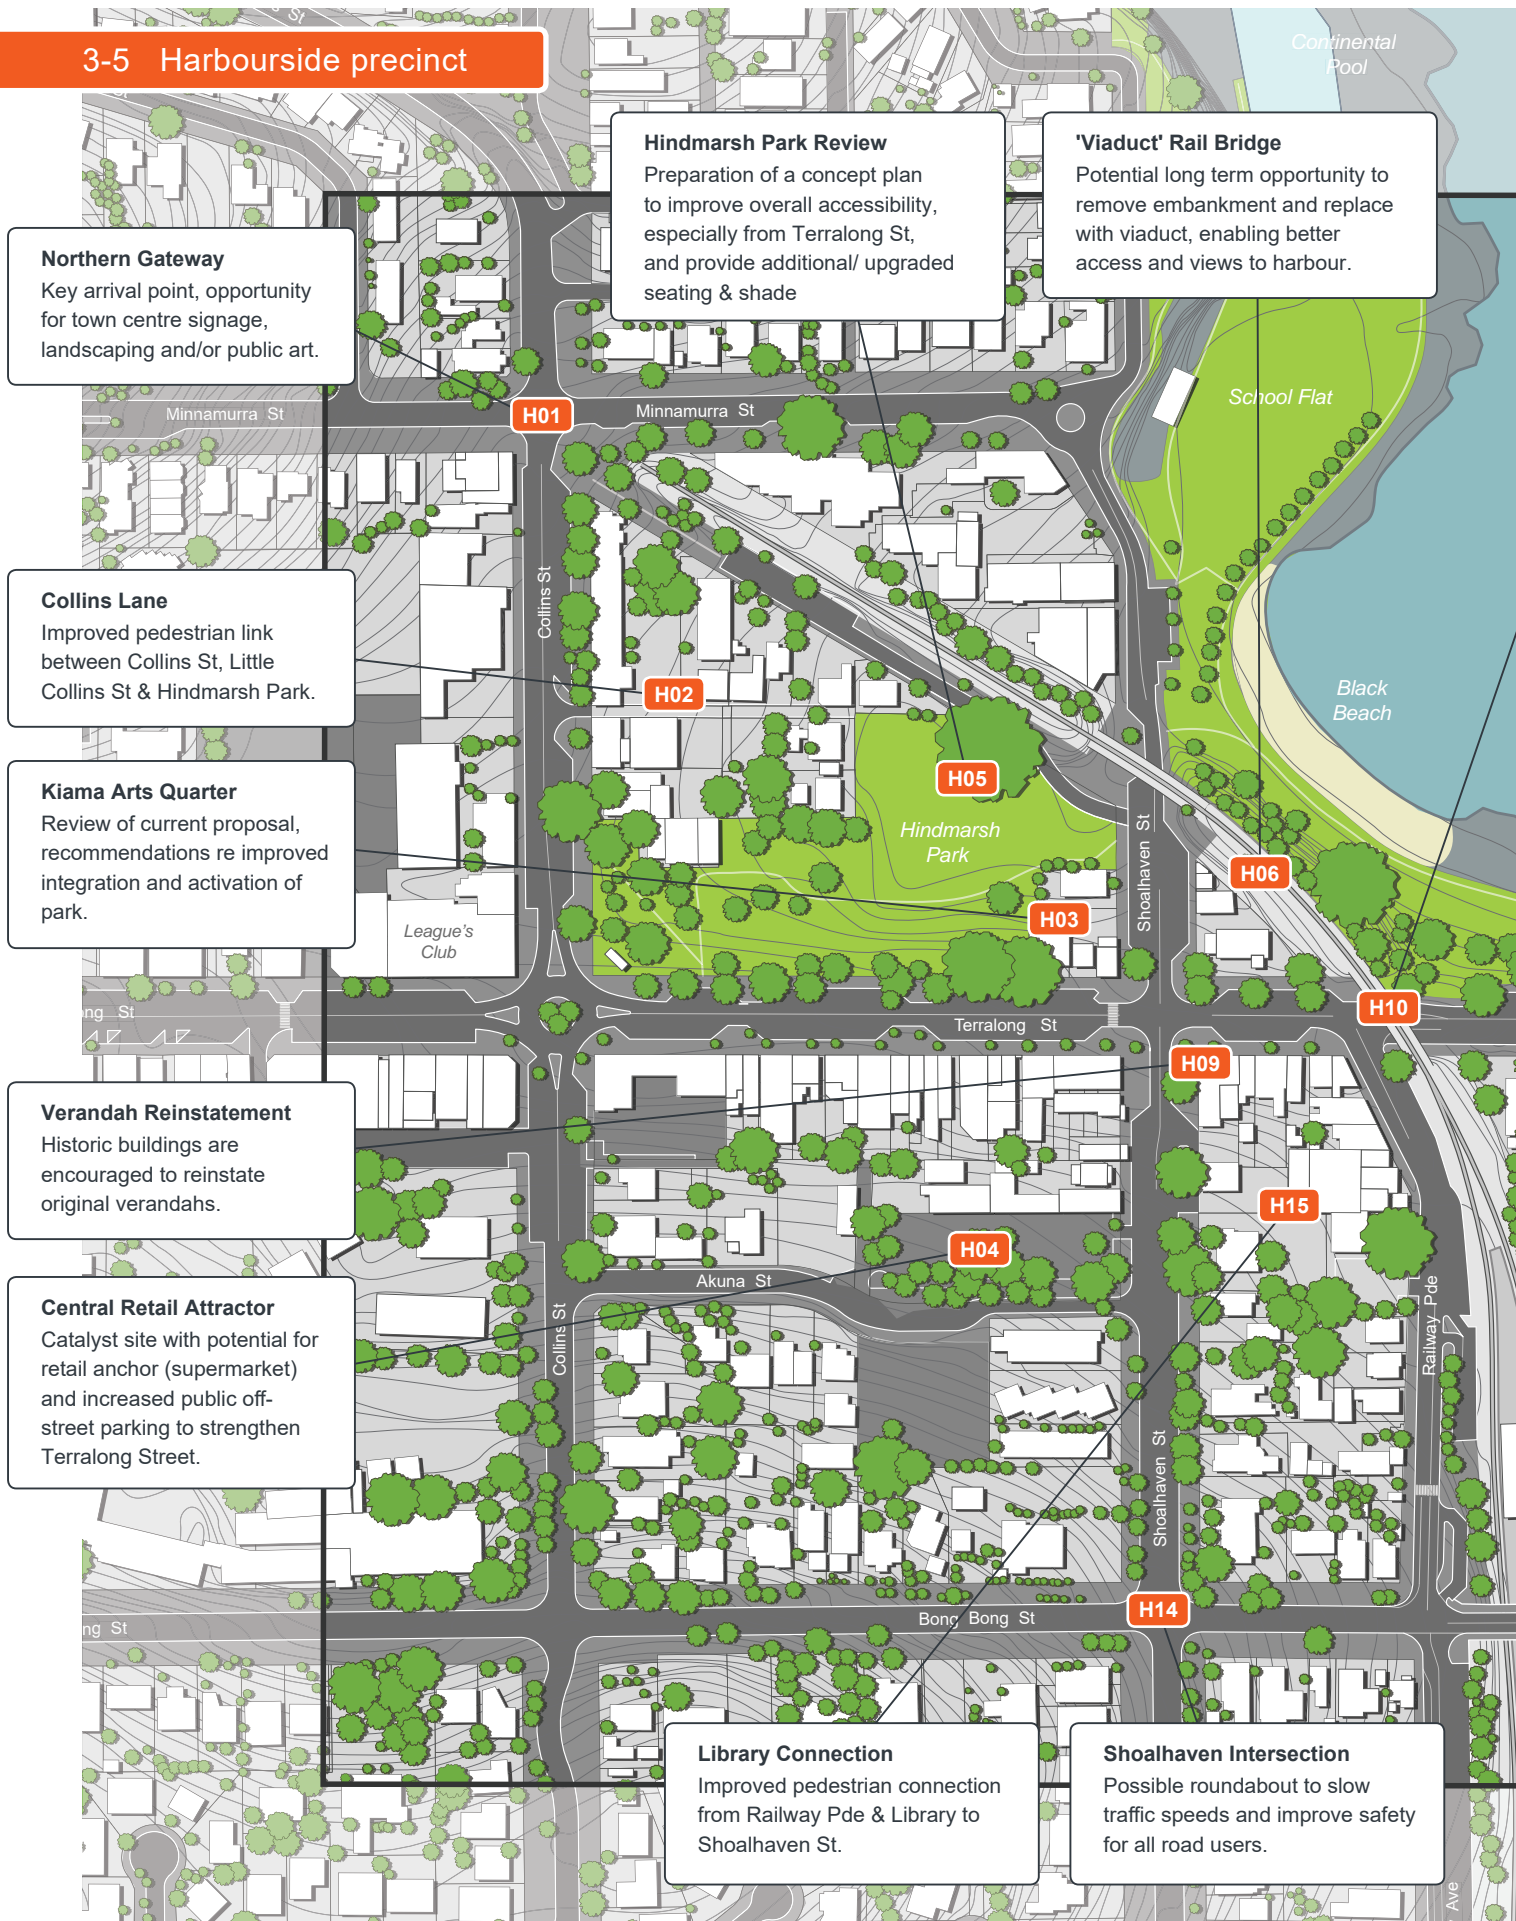 3-5 Harbourside precinct
St
Continental
Pool
Hindmarsh Park Review
Preparation of a concept plan
to improve overall accessibility,
especially from Terralong St,
and provide additional/ upgraded
seating & shade
'Viaduct' Rail Bridge
Potential long term opportunity to
remove embankment and replace
with viaduct, enabling better
access and views to harbour.
Northern Gateway
Key arrival point, opportunity
for town centre signage,
landscaping and/or public art.
School Flat
Minnamurra St
H01
Minnamurra St
Collins Lane
Improved pedestrian link
between Collins St, Little
Collins St & Hindmarsh Park.
Collins St
H02
Black
Beach
Kiama Arts Quarter
Review of current proposal,
recommendations re improved
integration and activation of
park.
H05
Hindmarsh
Park
Shoalhaven St
H06
H03
League's
Club
H10
ng St
Terralong St
H09
Verandah Reinstatement
Historic buildings are
encouraged to reinstate
original verandahs.
H15
H04
Akuna St
Central Retail Attractor
Catalyst site with potential for
retail anchor (supermarket)
and increased public off-
street parking to strengthen
Terralong Street.
Collins St
Railway Pde
Shoalhaven St
H14
ng St
Bong Bong St
Library Connection
Improved pedestrian connection
from Railway Pde & Library to
Shoalhaven St.
Shoalhaven Intersection
Possible roundabout to slow
traffic speeds and improve safety
for all road users.
Ave